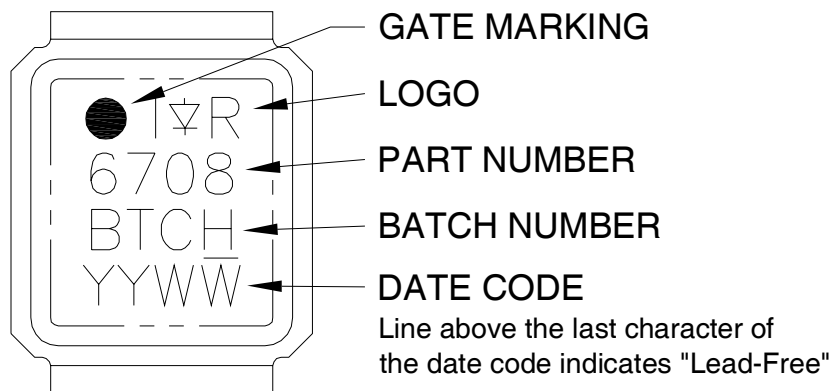 GATE MARKING
I R
LOGO
6708
PART NUMBER
BTCH
BATCH NUMBER
YYWW
DATE CODE
Line above the last character of
the date code indicates "Lead-Free"